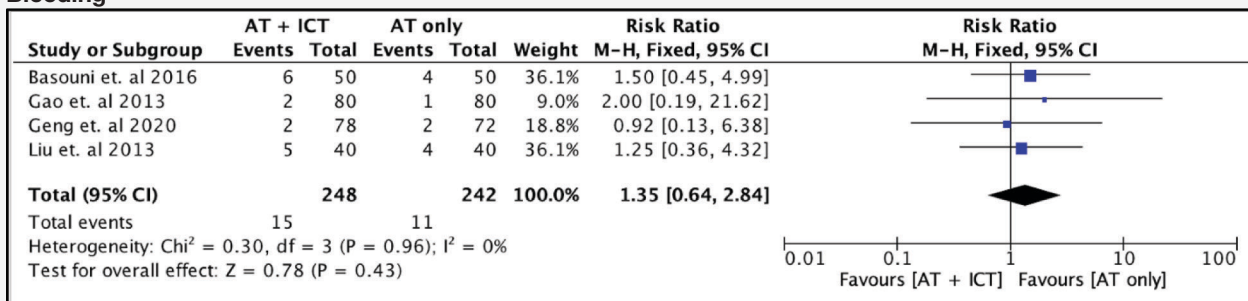 Bleeding
AT + ICT AT only Risk Ratio Risk Ratio
Study or Subgroup Events Total Events Total Weight M-H, Fixed, 95% CI M-H, Fixed, 95% CI
Basouni et. al 2016 6 50 4 50 36.1% 1.50 [0.45, 4.99]
Gao et. al 2013 2 80 1 80 9.0% 2.00 [0.19, 21.62]
Geng et. al 2020 2 78 2 72 18.8% 0.92 [0.13, 6.38]
Liu et. al 2013 5 40 4 40 36.1% 1.25 [0.36, 4.32]
Total (95% CI) 248 242 100.0% 1.35 [0.64, 2.84]
Total events 15 11
Heterogeneity: Chi² = 0.30, df = 3 (P = 0.96); I² = 0%
Test for overall effect: Z = 0.78 (P = 0.43)
0.01 0.1 1 10 100
Favours [AT + ICT] Favours [AT only]